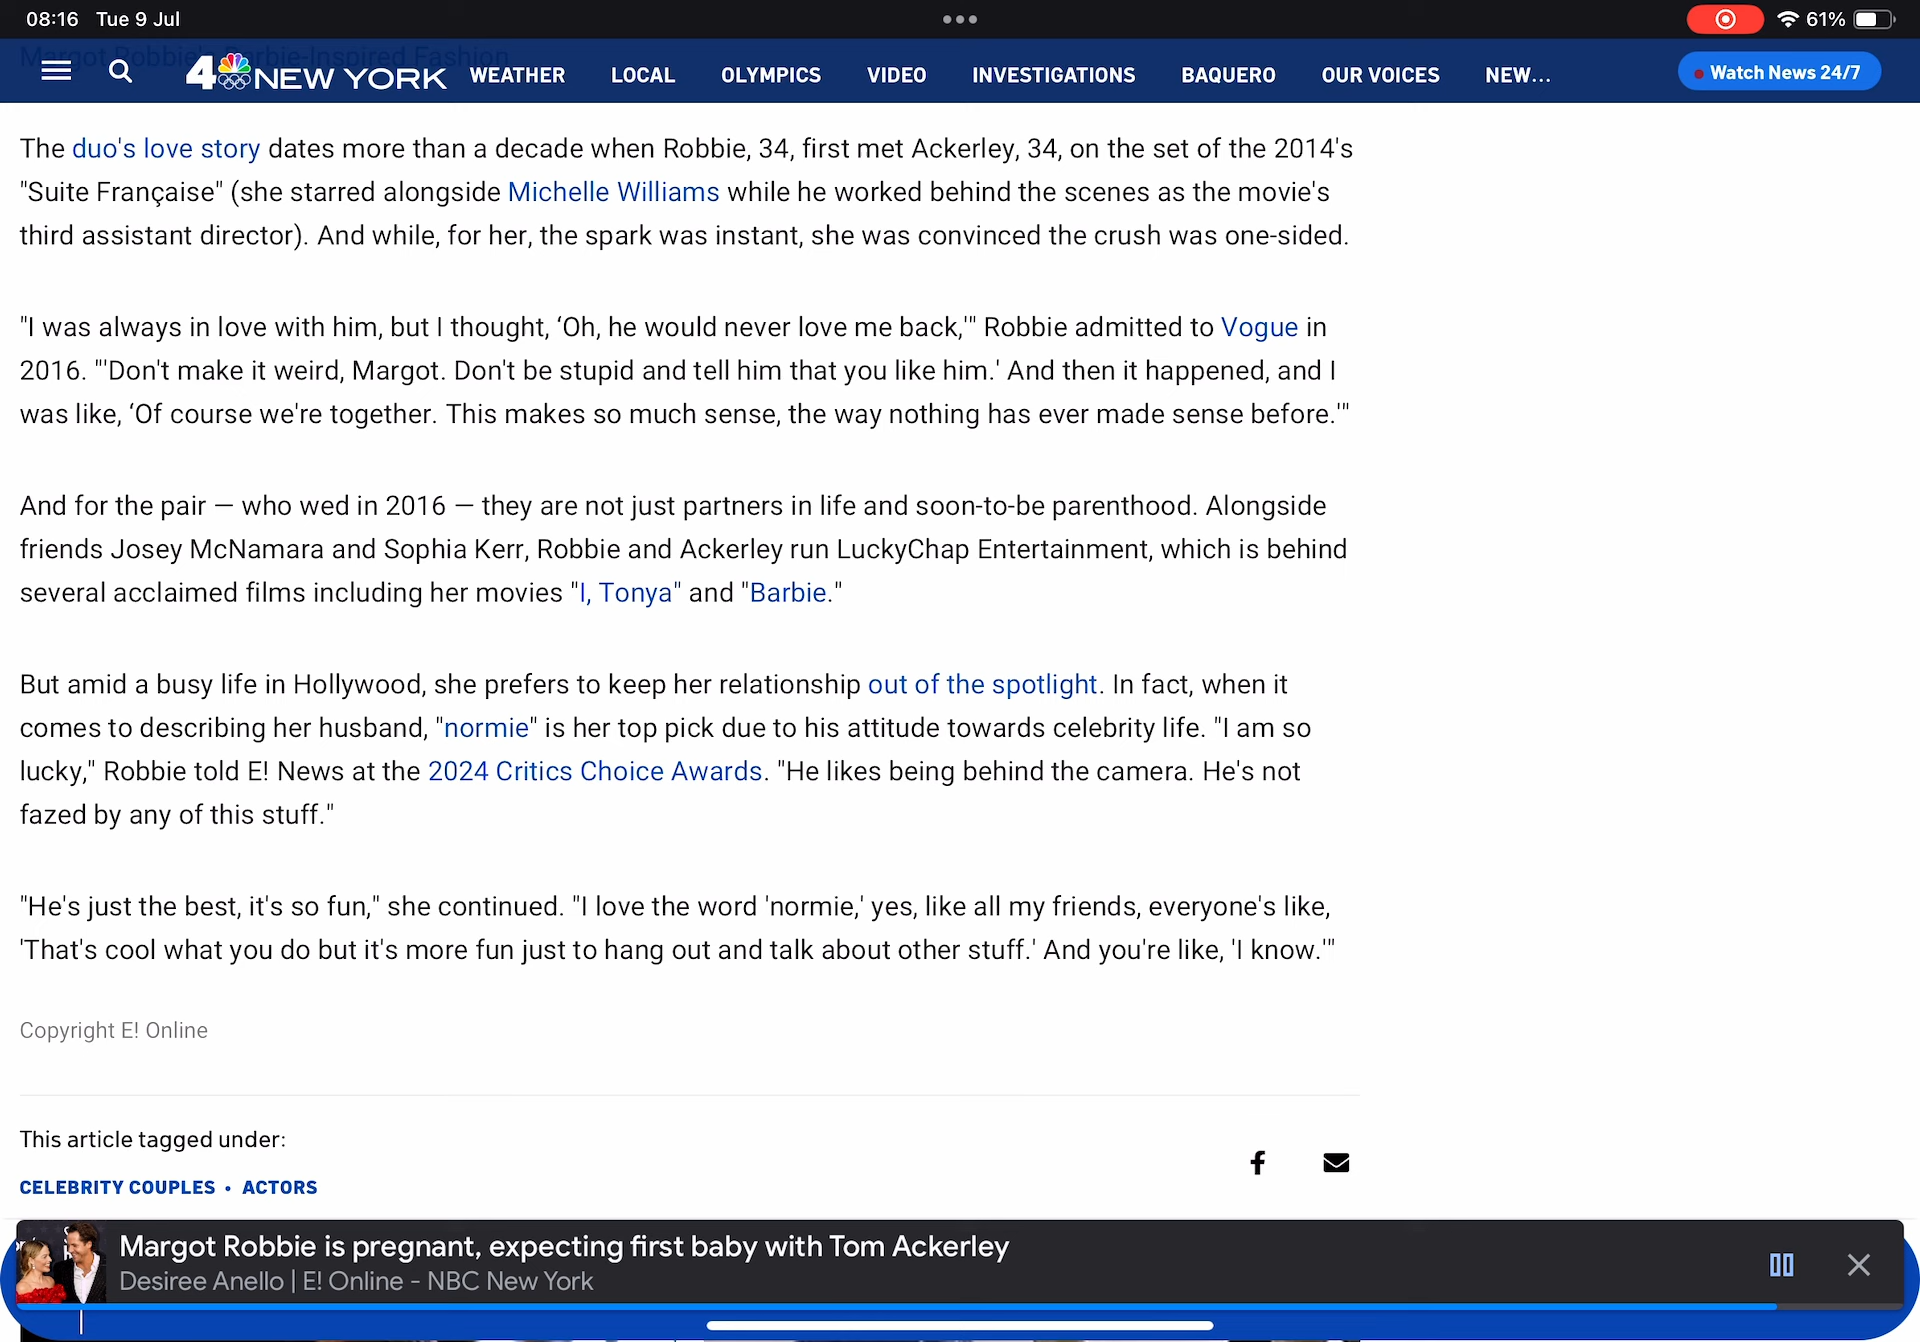 08:16 Tue 9 Jul
61%
Margot Robbie's Barbie-Inspired Fashion
4 NEW YORK WEATHER LOCAL OLYMPICS VIDEO INVESTIGATIONS BAQUERO OUR VOICES NEW... Watch News 24/7
The duo's love story dates more than a decade when Robbie, 34, first met Ackerley, 34, on the set of the 2014's
"Suite Française" (she starred alongside Michelle Williams while he worked behind the scenes as the movie's
third assistant director). And while, for her, the spark was instant, she was convinced the crush was one-sided.
"I was always in love with him, but I thought, ‘Oh, he would never love me back,'" Robbie admitted to Vogue in
2016. "'Don't make it weird, Margot. Don't be stupid and tell him that you like him.' And then it happened, and I
was like, ‘Of course we're together. This makes so much sense, the way nothing has ever made sense before.'"
And for the pair — who wed in 2016 — they are not just partners in life and soon-to-be parenthood. Alongside
friends Josey McNamara and Sophia Kerr, Robbie and Ackerley run LuckyChap Entertainment, which is behind
several acclaimed films including her movies "I, Tonya" and "Barbie."
But amid a busy life in Hollywood, she prefers to keep her relationship out of the spotlight. In fact, when it
comes to describing her husband, "normie" is her top pick due to his attitude towards celebrity life. "I am so
lucky," Robbie told E! News at the 2024 Critics Choice Awards. "He likes being behind the camera. He's not
fazed by any of this stuff."
"He's just the best, it's so fun," she continued. "I love the word 'normie,' yes, like all my friends, everyone's like,
'That's cool what you do but it's more fun just to hang out and talk about other stuff.' And you're like, 'I know.'"
Copyright E! Online
This article tagged under:
CELEBRITY COUPLES • ACTORS
Margot Robbie is pregnant, expecting first baby with Tom Ackerley
Desiree Anello | E! Online - NBC New York